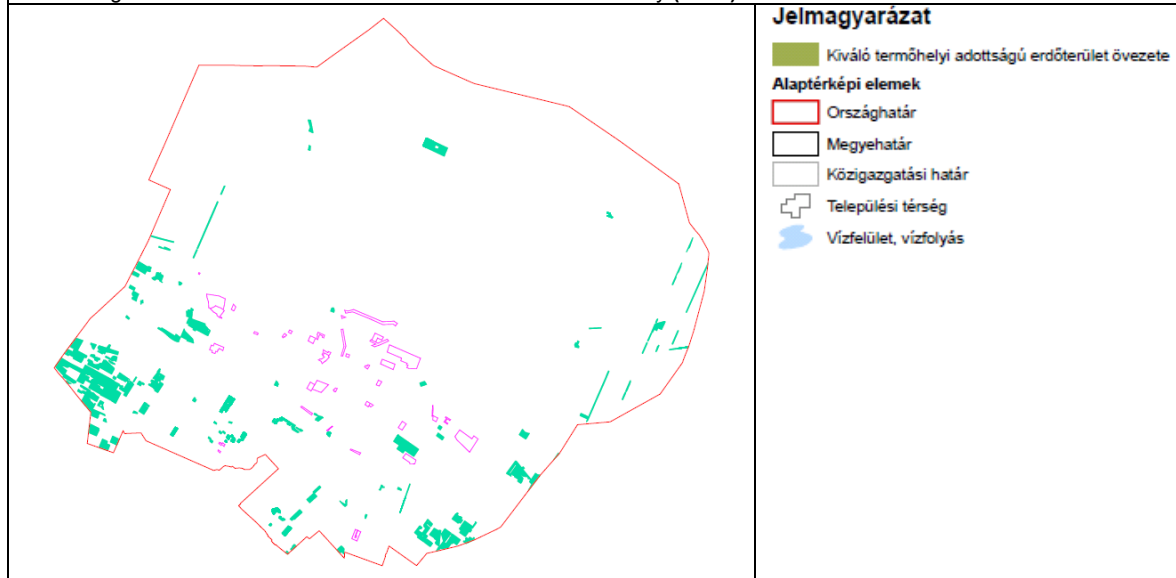 Jelmagyarázat
Kiváló termőhelyi adottságú erdőterület övezete
Alaptérképi elemek
Országhatár
Megyehatár
Közigazgatási határ
Települési térség
Vízfelület, vízfolyás